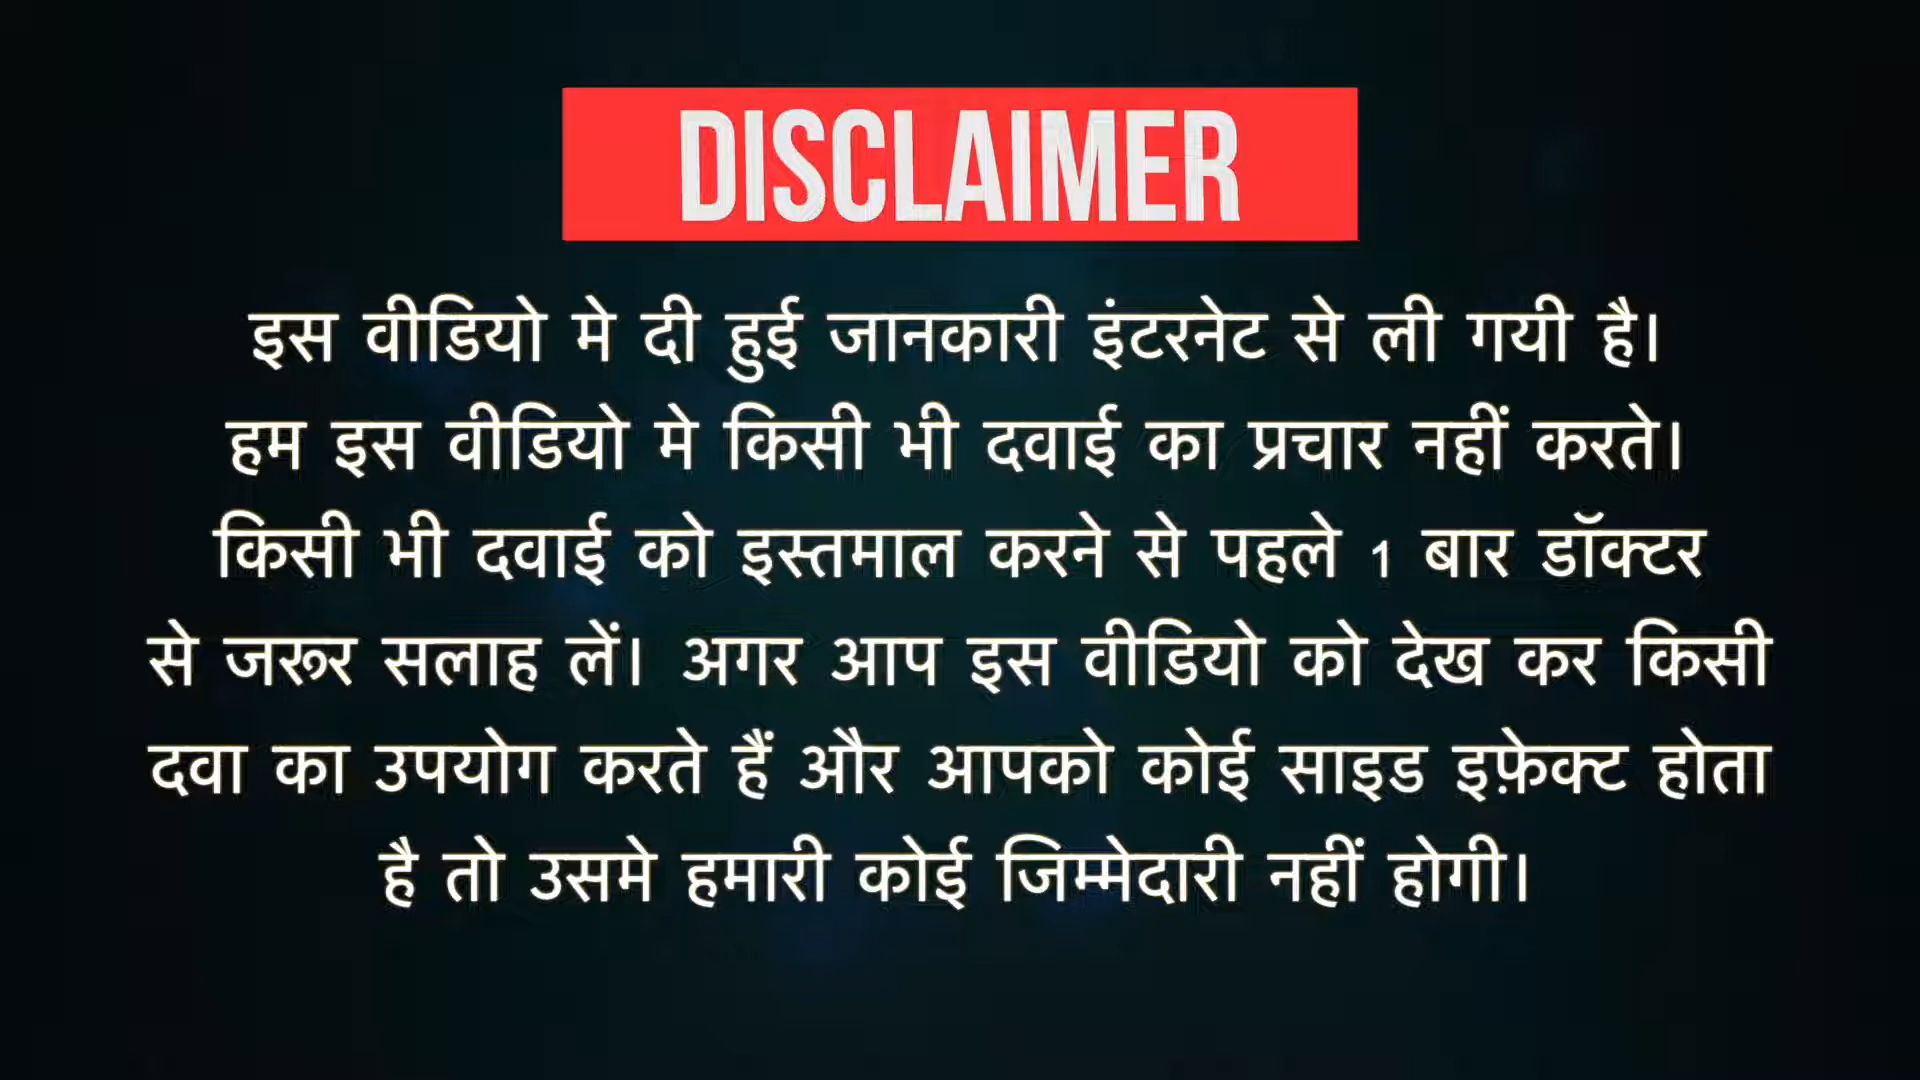 DISCLAIMER
इस वीडियो मे दी हुई जानकारी इंटरनेट से ली गयी है।
हम इस वीडियो मे किसी भी दवाई का प्रचार नहीं करते।
किसी भी दवाई को इस्तमाल करने से पहले 1 बार डॉक्टर
से जरूर सलाह लें। अगर आप इस वीडियो को देख कर किसी
दवा का उपयोग करते हैं और आपको कोई साइड इफ़ेक्ट होता
है तो उसमे हमारी कोई जिम्मेदारी नहीं होगी।